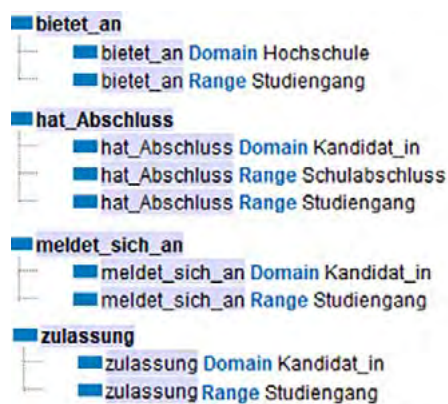 bietet_an
bietet_an Domain Hochschule
bietet_an Range Studiengang
hat_Abschluss
hat_Abschluss Domain Kandidat_in
hat_Abschluss Range Schulabschluss
hat_Abschluss Range Studiengang
meldet_sich_an
meldet_sich_an Domain Kandidat_in
meldet_sich_an Range Studiengang
zulassung
zulassung Domain Kandidat_in
zulassung Range Studiengang